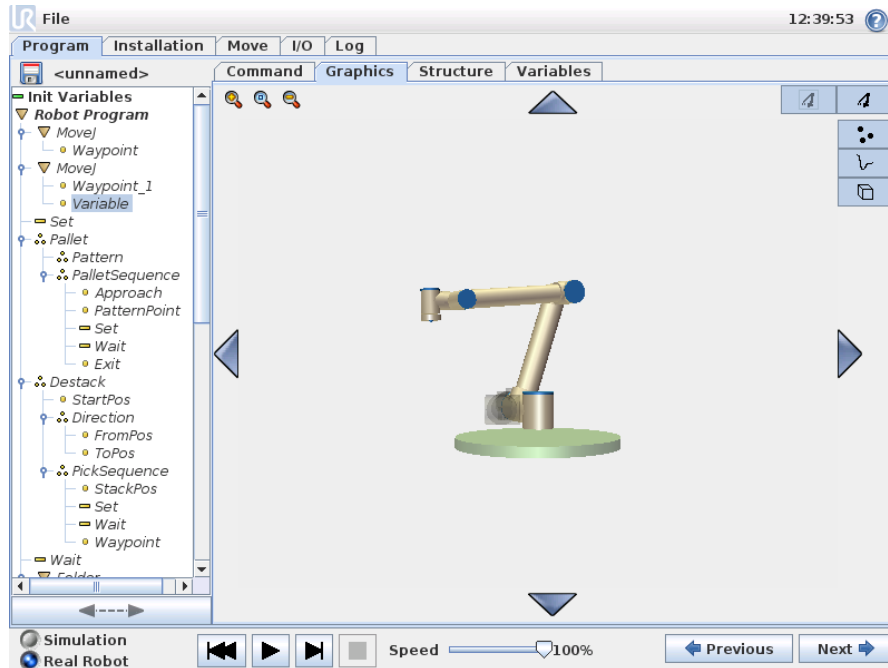 UR File 12:39:53 ?
Program Installation Move I/O Log
<unnamed> Command Graphics Structure Variables
Init Variables
Robot Program
MoveJ
Waypoint
MoveJ
Waypoint_1
Variable
Set
Pallet
Pattern
PalletSequence
Approach
PatternPoint
Set
Wait
Exit
Destack
StartPos
Direction
FromPos
ToPos
PickSequence
StackPos
Set
Wait
Waypoint
Wait
Folder
Simulation
Real Robot
Speed 100% Previous Next